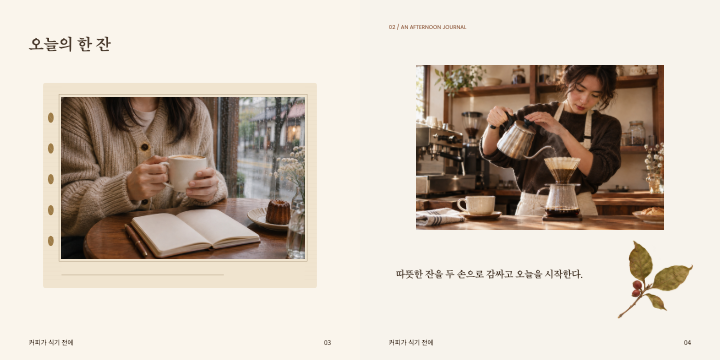 오늘의 한 잔
커피가 식기 전에
03
02 / AN AFTERNOON JOURNAL
따뜻한 잔을 두 손으로 감싸고 오늘을 시작한다.
커피가 식기 전에
04